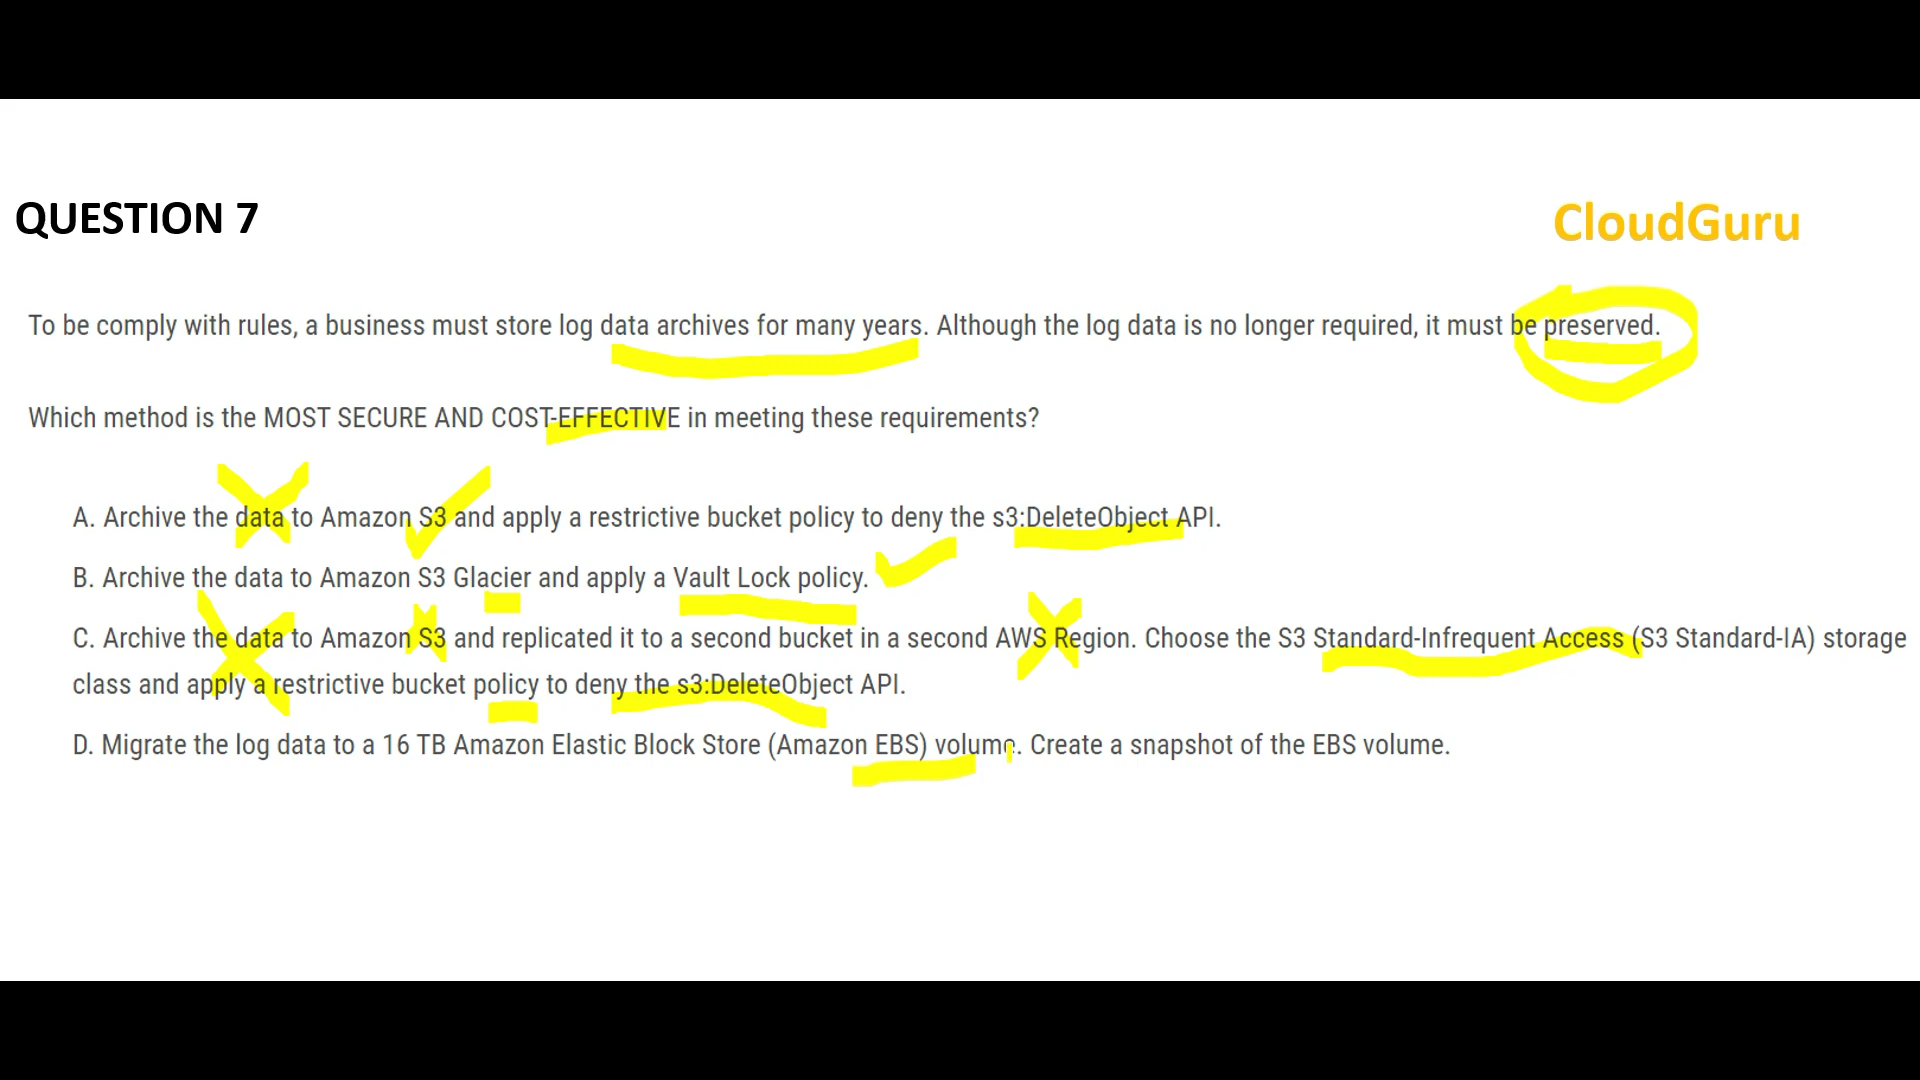 QUESTION 7
CloudGuru
To be comply with rules, a business must store log data archives for many years. Although the log data is no longer required, it must be preserved.
Which method is the MOST SECURE AND COST-EFFECTIVE in meeting these requirements?
A. Archive the data to Amazon S3 and apply a restrictive bucket policy to deny the s3:DeleteObject API.
B. Archive the data to Amazon S3 Glacier and apply a Vault Lock policy.
C. Archive the data to Amazon S3 and replicated it to a second bucket in a second AWS Region. Choose the S3 Standard-Infrequent Access (S3 Standard-IA) storage
class and apply a restrictive bucket policy to deny the s3:DeleteObject API.
D. Migrate the log data to a 16 TB Amazon Elastic Block Store (Amazon EBS) volume. Create a snapshot of the EBS volume.